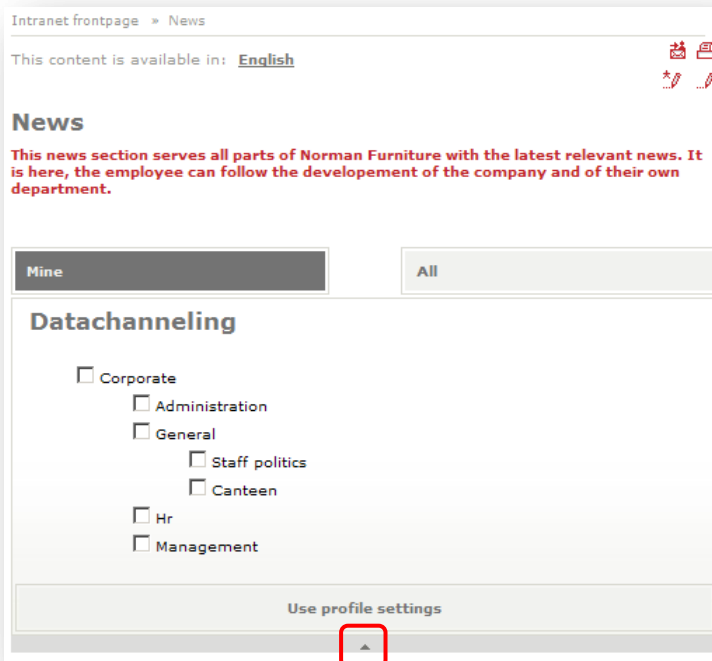 Intranet frontpage » News
This content is available in: English
News
This news section serves all parts of Norman Furniture with the latest relevant news. It
is here, the employee can follow the developement of the company and of their own
department.
Mine
All
Datachanneling
Corporate
Administration
General
Staff politics
Canteen
Hr
Management
Use profile settings